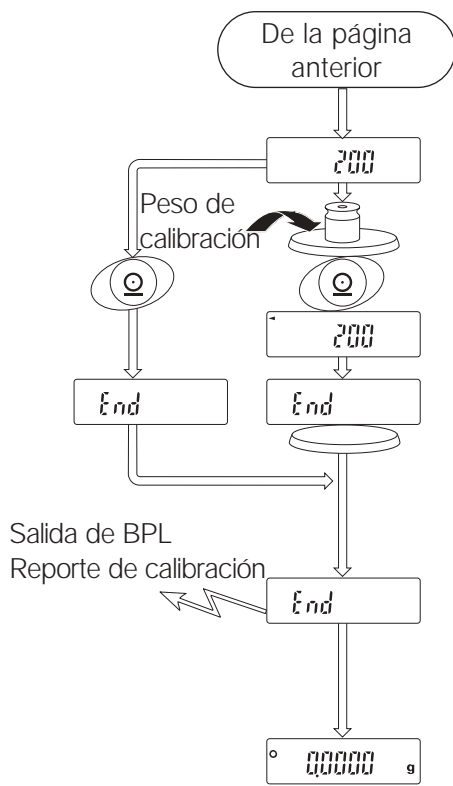 De la página
anterior
200
Peso de
calibración
200
End
End
Salida de BPL
Reporte de calibración
End
0.0000 g